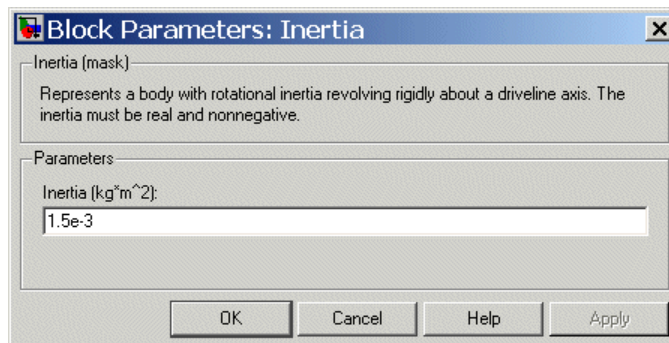 Block Parameters: Inertia
Inertia (mask)
Represents a body with rotational inertia revolving rigidly about a driveline axis. The
inertia must be real and nonnegative.
Parameters
Inertia (kg*m^2):
1.5e-3
OK
Cancel
Help
Apply